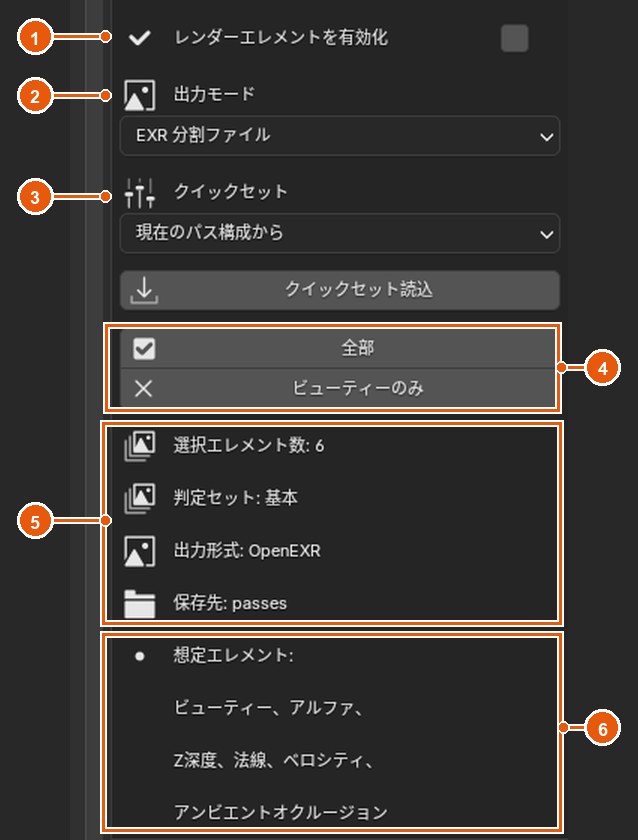 1 レンダーエレメントを有効化
2 出力モード
EXR 分割ファイル
3 クイックセット
現在のパス構成から
クイックセット読込
全部
4
ビューティーのみ
選択エレメント数: 6
判定セット: 基本
5
出力形式: OpenEXR
保存先: passes
想定エレメント:
ビューティー、アルファ、
6
Z深度、法線、ベロシティ、
アンビエントオクルージョン